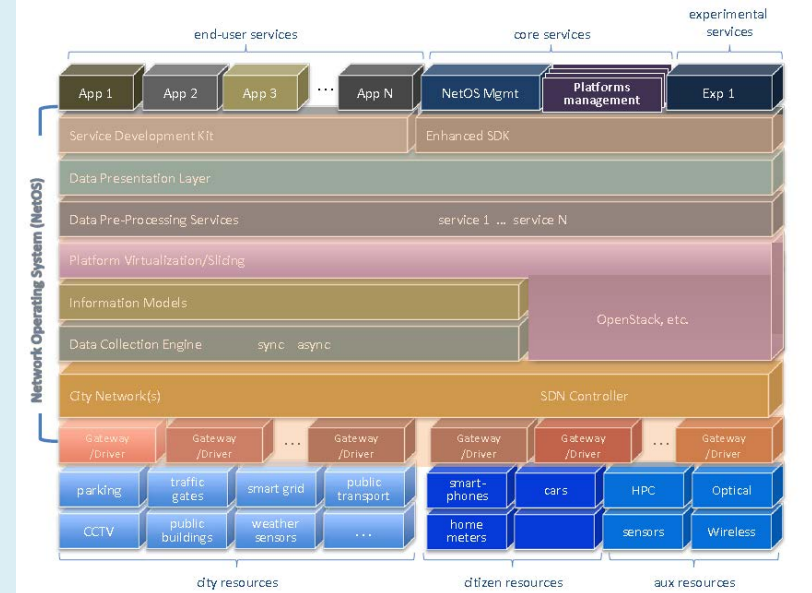 experimental
services
end-user services
core services
App 1
App 2
App 3
...
App N
NetOS Mgmt
Platforms
management
Exp 1
Network Operating System (NetOS)
Service Development Kit
Enhanced SDK
Data Presentation Layer
Data Pre-Processing Services
service 1 ... service N
Platform Virtualization/Slicing
Information Models
OpenStack, etc.
Data Collection Engine
sync async
City Network(s)
SDN Controller
Gateway
/Driver
Gateway
/Driver
...
Gateway
/Driver
Gateway
/Driver
Gateway
/Driver
...
Gateway
/Driver
parking
traffic
gates
smart grid
public
transport
smart-
phones
cars
HPC
Optical
CCTV
public
buildings
weather
sensors
...
home
meters
sensors
Wireless
city resources
citizen resources
aux resources